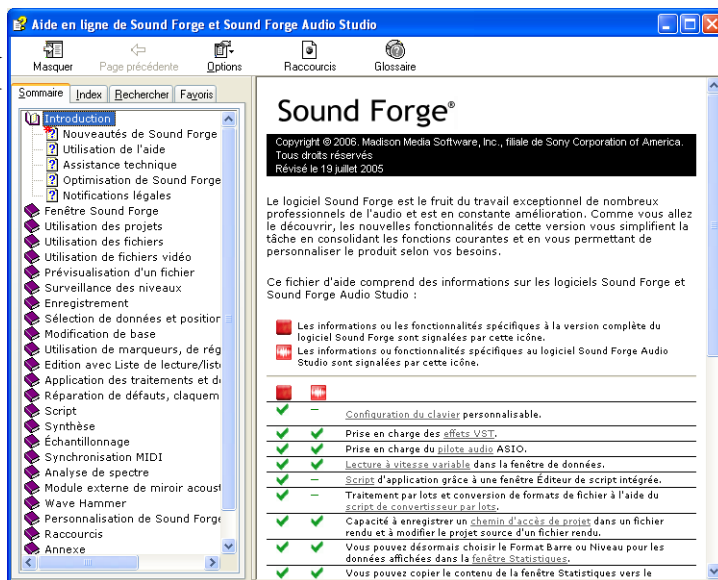 Aide en ligne de Sound Forge et Sound Forge Audio Studio
Masquer Page précédente Options Raccourcis Glossaire
Sommaire Index Rechercher Favoris
Introduction
Nouveautés de Sound Forge
Utilisation de l'aide
Assistance technique
Optimisation de Sound Forge
Notifications légales
Fenêtre Sound Forge
Utilisation des projets
Utilisation des fichiers
Utilisation de fichiers vidéo
Prévisualisation d'un fichier
Surveillance des niveaux
Enregistrement
Sélection de données et position
Modification de base
Utilisation de marqueurs, de rég
Edition avec Liste de lecture/liste
Application des traitements et de
Réparation de défauts, claquem
Script
Synthèse
Échantillonnage
Synchronisation MIDI
Analyse de spectre
Module externe de miroir acoust
Wave Hammer
Personnalisation de Sound Forge
Raccourcis
Annexe
Sound Forge®
Copyright © 2006. Madison Media Software, Inc., filiale de Sony Corporation of America.
Tous droits réservés
Révisé le 19 juillet 2005
Le logiciel Sound Forge est le fruit du travail exceptionnel de nombreux
professionnels de l'audio et est en constante amélioration. Comme vous allez
le découvrir, les nouvelles fonctionnalités de cette version vous simplifient la
tâche en consolidant les fonctions courantes et en vous permettant de
personnaliser le produit selon vos besoins.
Ce fichier d'aide comprend des informations sur les logiciels Sound Forge et
Sound Forge Audio Studio :
Les informations ou les fonctionnalités spécifiques à la version complète du
logiciel Sound Forge sont signalées par cette icône.
Les informations ou fonctionnalités spécifiques au logiciel Sound Forge Audio
Studio sont signalées par cette icône.
Configuration du clavier personnalisable.
Prise en charge des effets VST.
Prise en charge du pilote audio ASIO.
Lecture à vitesse variable dans la fenêtre de données.
Script d'application grâce à une fenêtre Éditeur de script intégrée.
Traitement par lots et conversion de formats de fichier à l'aide du
script de convertisseur par lots.
Capacité à enregistrer un chemin d'accès de projet dans un fichier
rendu et à modifier le projet source d'un fichier rendu.
Vous pouvez désormais choisir le Format Barre ou Niveau pour les
données affichées dans la fenêtre Statistiques.
Vous pouvez copier le contenu de la fenêtre Statistiques vers le